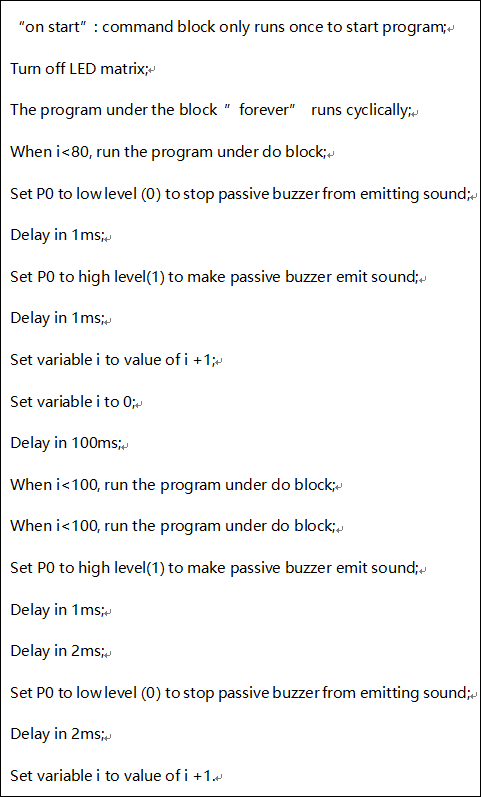 “on start”: command block only runs once to start program;↵
Turn off LED matrix;↵
The program under the block ”forever” runs cyclically;↵
When i<80, run the program under do block;↵
Set P0 to low level (0) to stop passive buzzer from emitting sound;↵
Delay in 1ms;↵
Set P0 to high level(1) to make passive buzzer emit sound;↵
Delay in 1ms;↵
Set variable i to value of i +1;↵
Set variable i to 0;↵
Delay in 100ms;↵
When i<100, run the program under do block;↵
When i<100, run the program under do block;↵
Set P0 to high level(1) to make passive buzzer emit sound;↵
Delay in 1ms;↵
Delay in 2ms;↵
Set P0 to low level (0) to stop passive buzzer from emitting sound;↵
Delay in 2ms;↵
Set variable i to value of i +1.↵